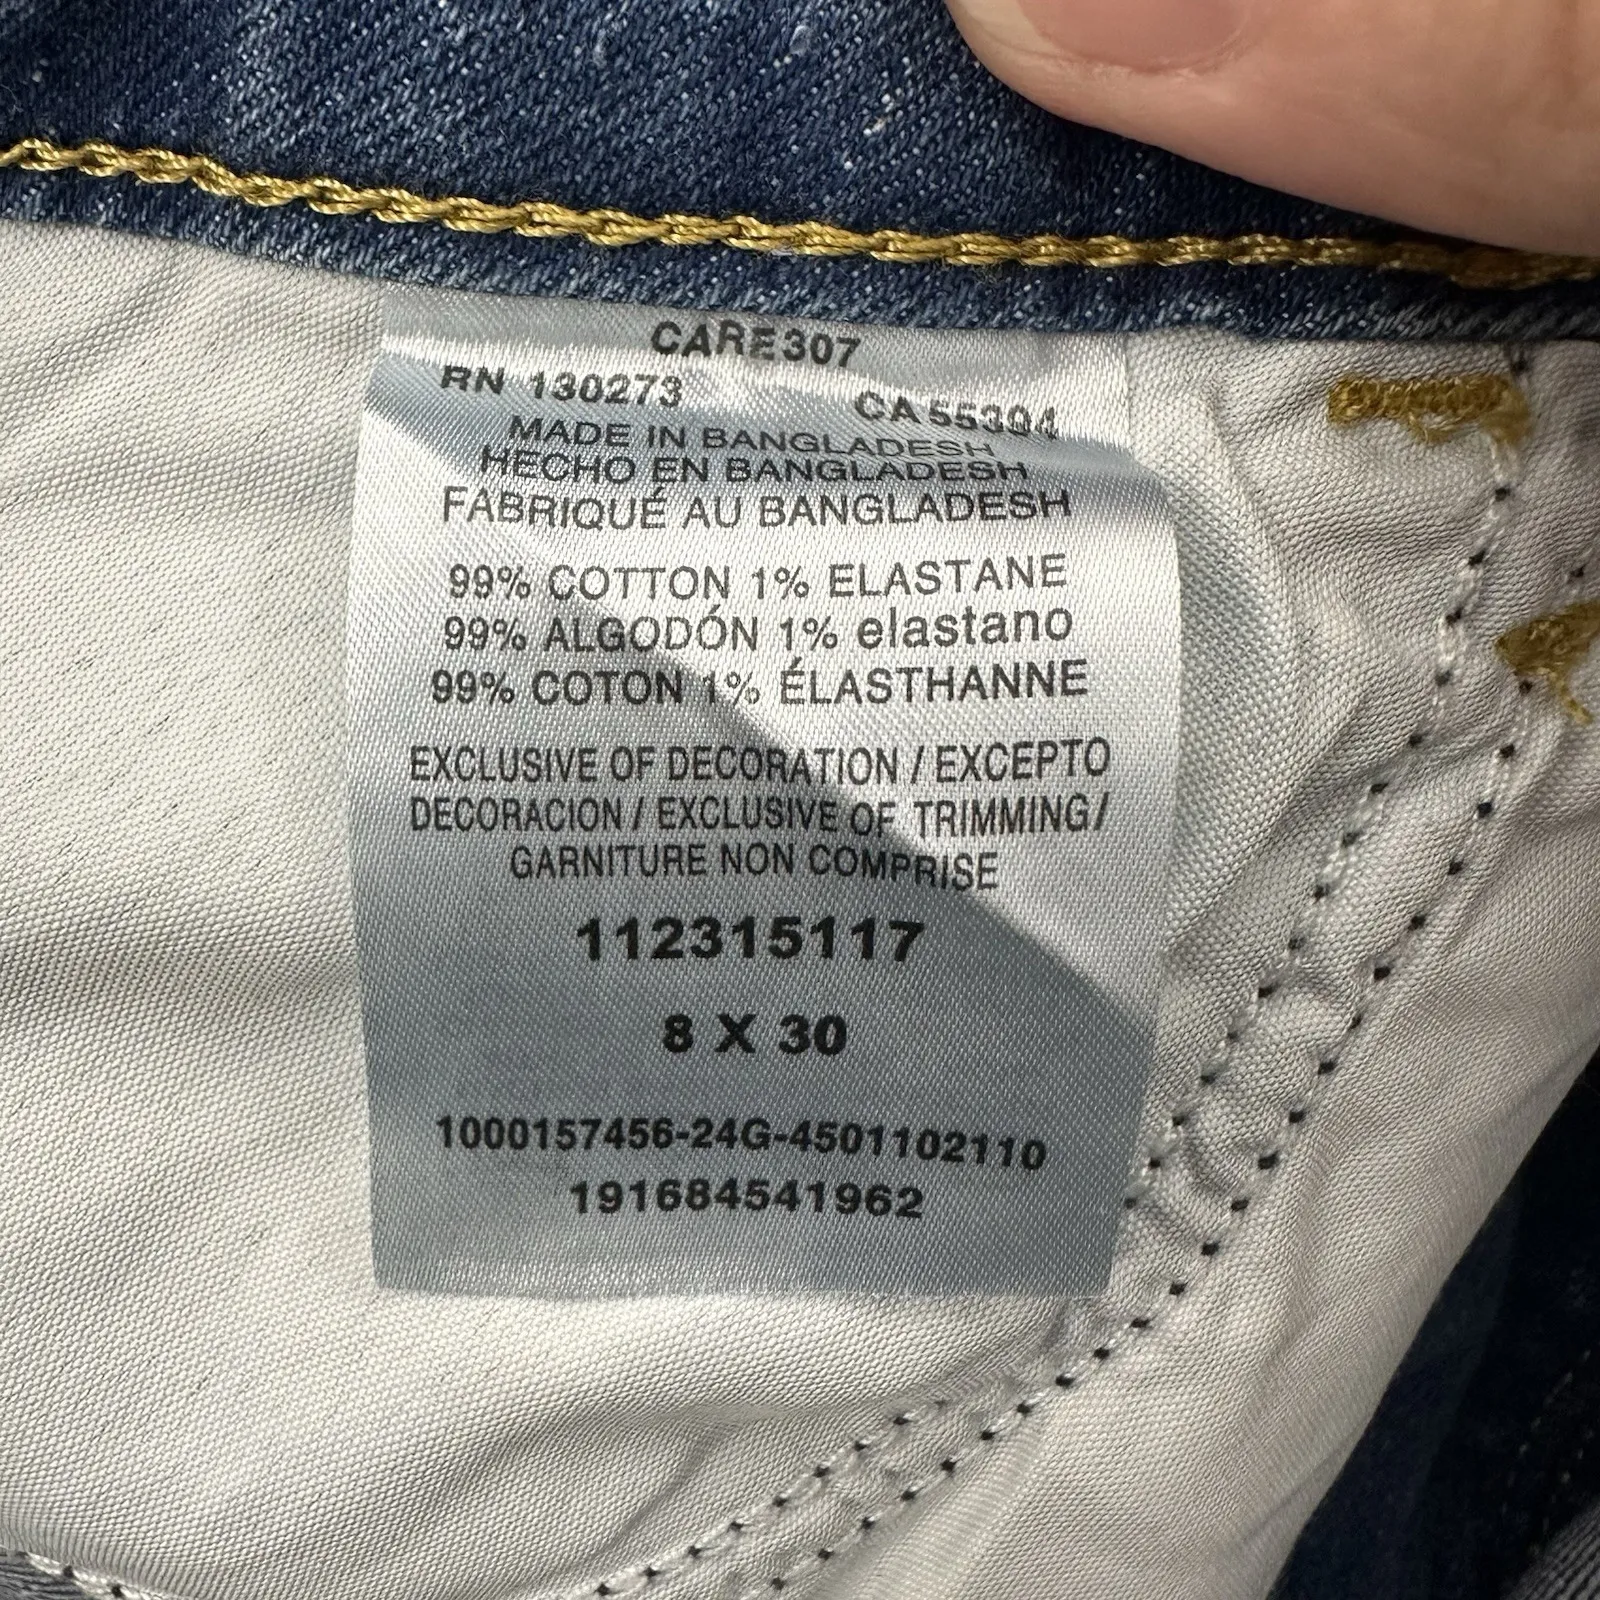 CARE307
RN 130273 CA 55394
MADE IN BANGLADESH
HECHO EN BANGLADESH
FABRIQUÉ AU BANGLADESH
99% COTTON 1% ELASTANE
99% ALGODÓN 1% elastano
99% COTON 1% ÉLASTHANNE
EXCLUSIVE OF DECORATION / EXCEPTO
DECORACION / EXCLUSIVE OF TRIMMING/
GARNITURE NON COMPRISE
112315117
8 X 30
1000157456-24G-4501102110
191684541962